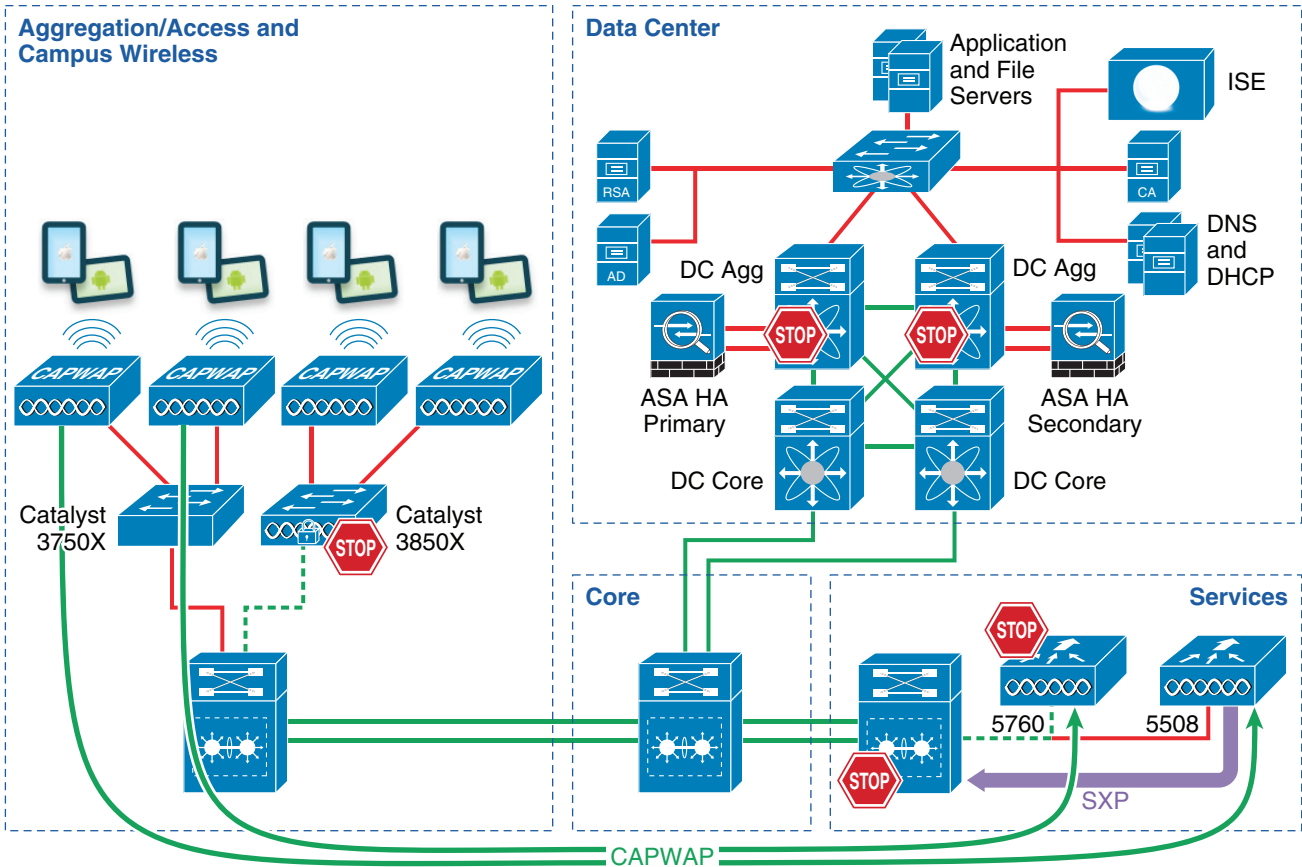 Aggregation/Access and
Campus Wireless
CAPWAP
CAPWAP
CAPWAP
CAPWAP
Catalyst
3750X
Catalyst
3850X
STOP
Data Center
Application
and File
Servers
ISE
RSA
CA
AD
DNS
and
DHCP
DC Agg
DC Agg
STOP
STOP
ASA HA
Primary
ASA HA
Secondary
DC Core
DC Core
Core
Services
STOP
5760
5508
STOP
SXP
CAPWAP